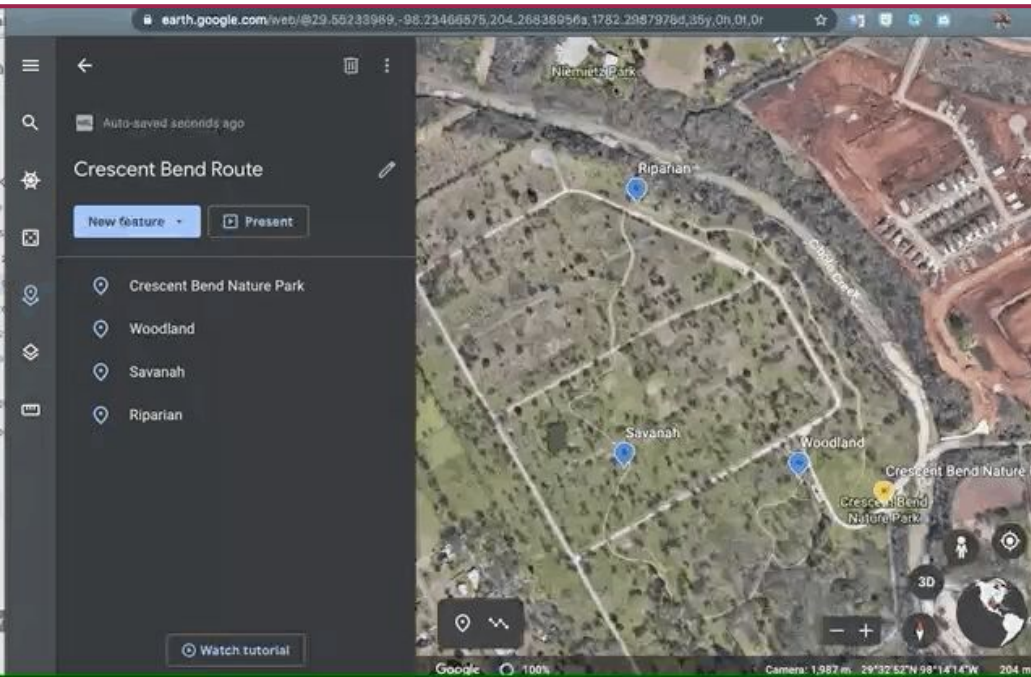 earth.google.com/web/@29.55233989,-98.23466575,204.26838956a,1782.2987976d,35y,0h,0t,0r
Auto-saved seconds ago
Crescent Bend Route
New feature
Present
Crescent Bend Nature Park
Woodland
Savanah
Riparian
Watch tutorial
Niemietz Park
Riparian
Cibolo Creek
Savanah
Woodland
Crescent Bend Nature
Crescent Bend
Nature Park
3D
Google
100%
Camera: 1,987 m
29°32'52"N 98°14'14"W
204 m